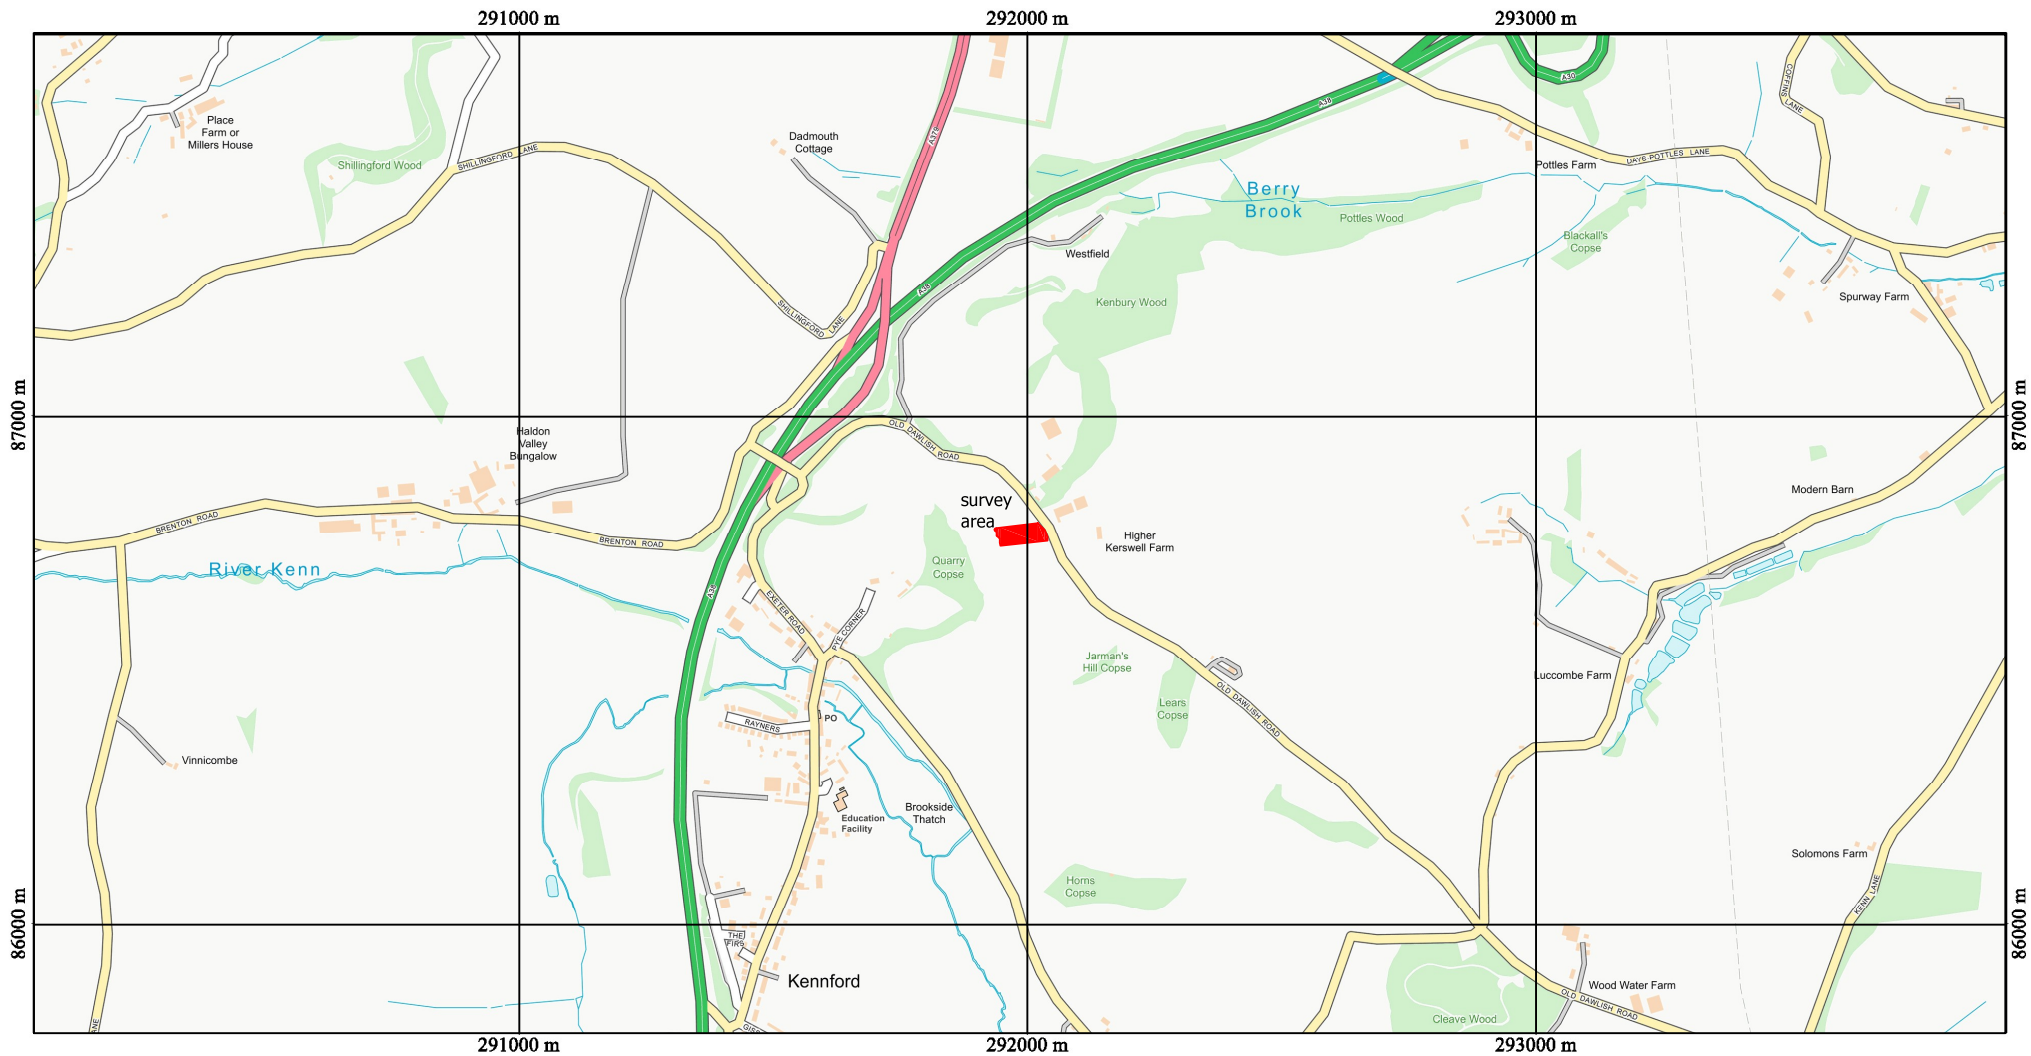 291000 m
292000 m
293000 m
A379
A38
A30
COFFINS
LANE
Place
Farm or
Millers House
Shillingford Wood
SHILLINGFORD LANE
Dadmouth
Cottage
Pottles Farm
DAYS-POTTLES LANE
Berry
Brook
Pottles Wood
Blackall's
Copse
Westfield
Kenbury Wood
Spurway Farm
A38
SHILLINGFORD LANE
87000 m
87000 m
Haldon
Valley
Bungalow
OLD DAWLISH ROAD
Modern Barn
survey
area
BRENTON ROAD
BRENTON ROAD
Higher
Kerswell Farm
River Kenn
Quarry
Copse
A38
EXETER ROAD
PYE CORNER
Jarman's
Hill Copse
Luccombe Farm
OLD DAWLISH ROAD
Lears
Copse
RAYNERS
PO
Vinnicombe
Brookside
Thatch
Education
Facility
Solomons Farm
Horns
Copse
KENN LANE
86000 m
86000 m
THE
FIRS
Kennford
Wood Water Farm
OLD DAWLISH ROAD
Cleave Wood
291000 m
292000 m
293000 m